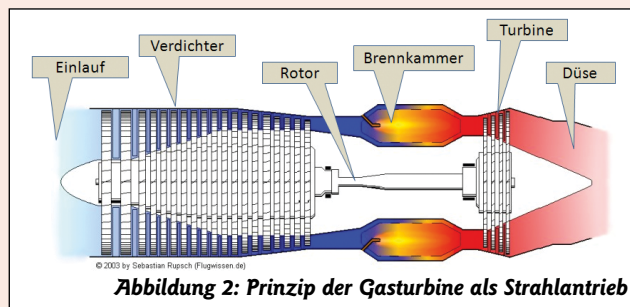 Turbine
Verdichter
Brennkammer
Einlauf
Rotor
Düse
© 2003 by Sebastian Rupsch (Flugwissen.de)
Abbildung 2: Prinzip der Gasturbine als Strahlantrieb